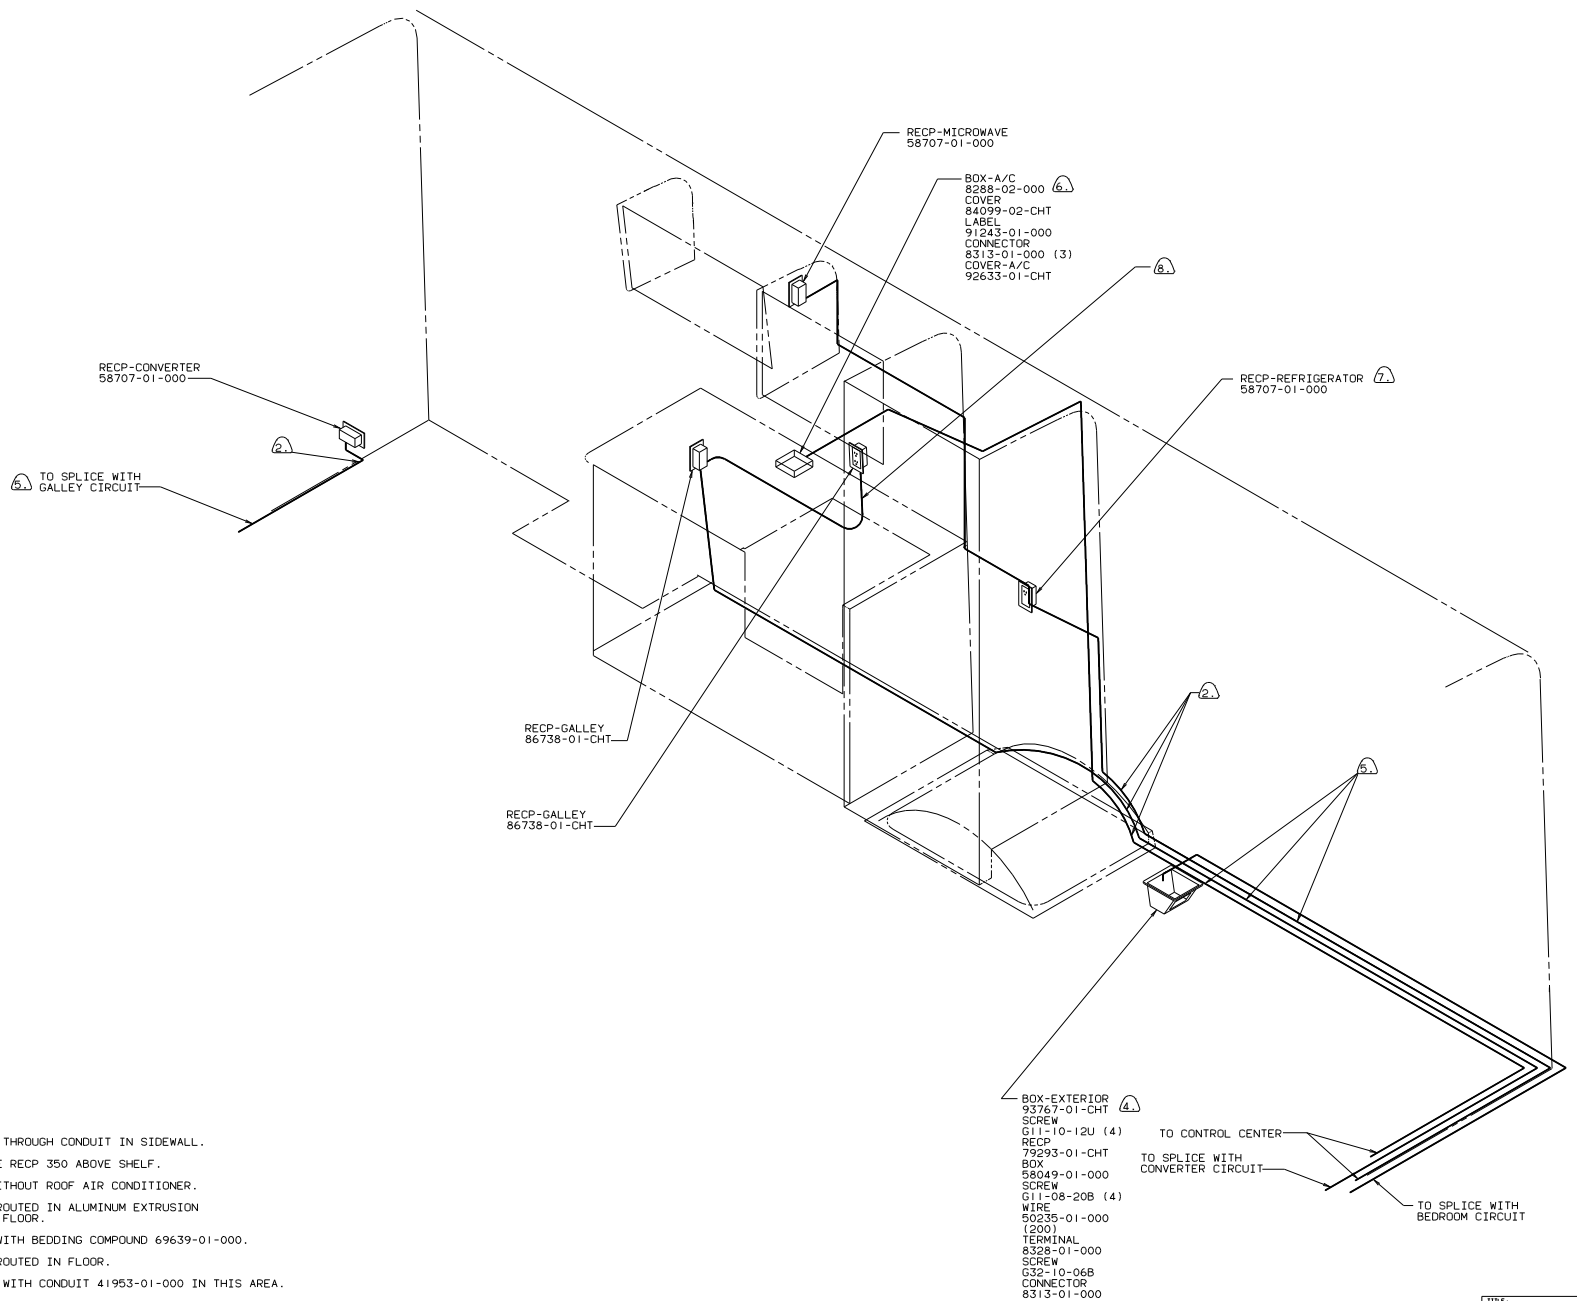 RECP-MICROWAVE
58707-01-000
BOX-A/C
8288-02-000 6.
COVER
84099-02-CHT
LABEL
91243-01-000
CONNECTOR
8313-01-000 (3)
COVER-A/C
92633-01-CHT
8.
RECP-CONVERTER
58707-01-000
RECP-REFRIGERATOR 7.
58707-01-000
2.
5. TO SPLICE WITH
GALLEY CIRCUIT
2.
RECP-GALLEY
86738-01-CHT
5.
RECP-GALLEY
86738-01-CHT
BOX-EXTERIOR
93767-01-CHT 4.
SCREW
G11-10-12U (4)
RECP
79293-01-CHT
BOX
58049-01-000
SCREW
G11-08-20B (4)
WIRE
50235-01-000
(200)
TERMINAL
8328-01-000
SCREW
G32-10-06B
CONNECTOR
8313-01-000
TO CONTROL CENTER
TO SPLICE WITH
CONVERTER CIRCUIT
TO SPLICE WITH
BEDROOM CIRCUIT
THROUGH CONDUIT IN SIDEWALL.
RECP 350 ABOVE SHELF.
WITHOUT ROOF AIR CONDITIONER.
ROUTED IN ALUMINUM EXTRUSION
FLOOR.
WITH BEDDING COMPOUND 69639-01-000.
ROUTED IN FLOOR.
WITH CONDUIT 41953-01-000 IN THIS AREA.
TITLE: